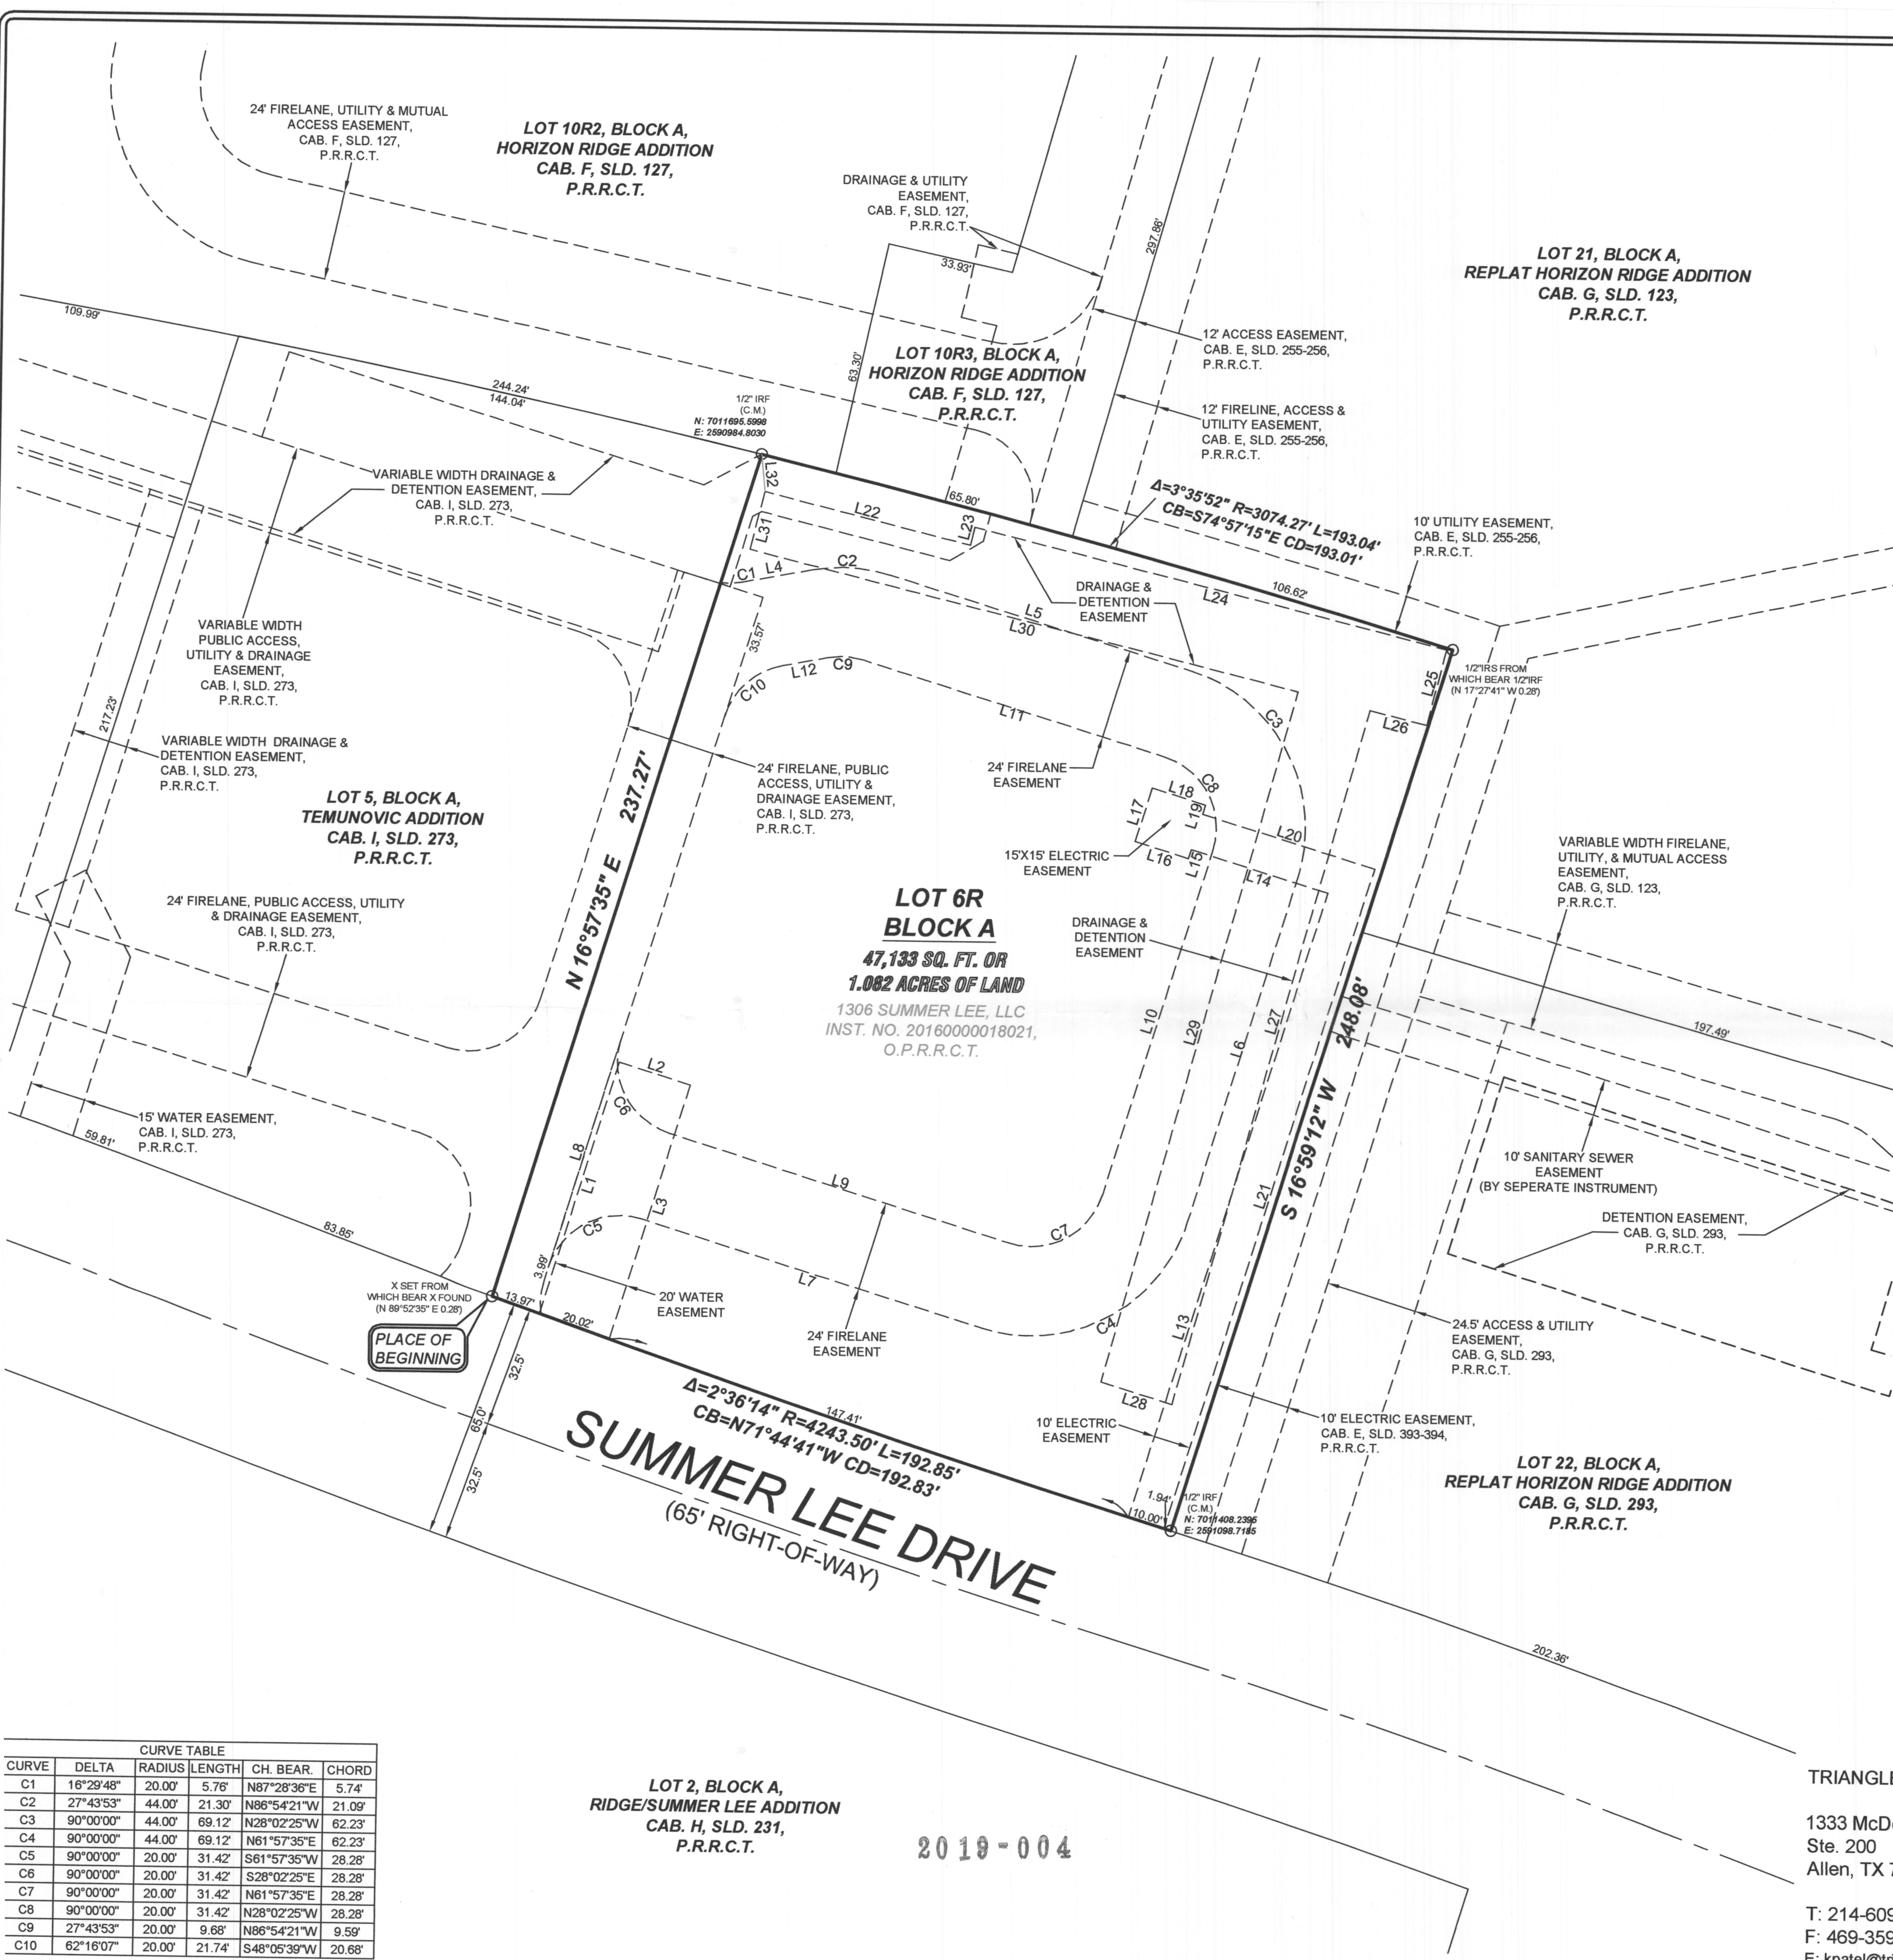 24' FIRELANE, UTILITY & MUTUAL
ACCESS EASEMENT,
CAB. F, SLD. 127,
P.R.R.C.T.
LOT 10R2, BLOCK A,
HORIZON RIDGE ADDITION
CAB. F, SLD. 127,
P.R.R.C.T.
DRAINAGE & UTILITY
EASEMENT,
CAB. F, SLD. 127,
P.R.R.C.T.
33.93'
297.86'
LOT 21, BLOCK A,
REPLAT HORIZON RIDGE ADDITION
CAB. G, SLD. 123,
P.R.R.C.T.
109.99'
63.30'
12' ACCESS EASEMENT,
CAB. E, SLD. 255-256,
P.R.R.C.T.
LOT 10R3, BLOCK A,
HORIZON RIDGE ADDITION
CAB. F, SLD. 127,
P.R.R.C.T.
244.24'
144.04'
1/2" IRF
(C.M.)
N: 7011695.5998
E: 2590984.8030
12' FIRELINE, ACCESS &
UTILITY EASEMENT,
CAB. E, SLD. 255-256,
P.R.R.C.T.
VARIABLE WIDTH DRAINAGE &
DETENTION EASEMENT,
CAB. I, SLD. 273,
P.R.R.C.T.
L32
65.80'
Δ=3°35'52" R=3074.27' L=193.04'
CB=S74°57'15"E CD=193.01'
L22
L23
L31
10' UTILITY EASEMENT,
CAB. E, SLD. 255-256,
P.R.R.C.T.
C1
L4
C2
DRAINAGE &
DETENTION
EASEMENT
L24
106.62'
L5
L30
VARIABLE WIDTH
PUBLIC ACCESS,
UTILITY & DRAINAGE
EASEMENT,
CAB. I, SLD. 273,
P.R.R.C.T.
33.57'
C10
L12
C9
1/2"IRS FROM
WHICH BEAR 1/2"IRF
(N 17°27'41" W 0.28')
L25
L26
217.23'
L11
C3
VARIABLE WIDTH DRAINAGE &
DETENTION EASEMENT,
CAB. I, SLD. 273,
P.R.R.C.T.
24' FIRELANE, PUBLIC
ACCESS, UTILITY &
DRAINAGE EASEMENT,
CAB. I, SLD. 273,
P.R.R.C.T.
24' FIRELANE
EASEMENT
C8
L18
L17
L19
L20
LOT 5, BLOCK A,
TEMUNOVIC ADDITION
CAB. I, SLD. 273,
P.R.R.C.T.
N 16°57'35" E 237.27'
15'X15' ELECTRIC
EASEMENT
L16
L15
L14
VARIABLE WIDTH FIRELANE,
UTILITY, & MUTUAL ACCESS
EASEMENT,
CAB. G, SLD. 123,
P.R.R.C.T.
24' FIRELANE, PUBLIC ACCESS, UTILITY
& DRAINAGE EASEMENT,
CAB. I, SLD. 273,
P.R.R.C.T.
LOT 6R
BLOCK A
47,133 SQ. FT. OR
1.082 ACRES OF LAND
1306 SUMMER LEE, LLC
INST. NO. 20160000018021,
O.P.R.R.C.T.
DRAINAGE &
DETENTION
EASEMENT
L10
L29
L6
L27
S 16°59'12" W 248.08'
197.49'
L2
C6
15' WATER EASEMENT,
CAB. I, SLD. 273,
P.R.R.C.T.
59.81'
L8
L1
L3
L9
L21
10' SANITARY SEWER
EASEMENT
(BY SEPERATE INSTRUMENT)
DETENTION EASEMENT,
CAB. G, SLD. 293,
P.R.R.C.T.
83.85'
C5
C7
3.99'
L7
X SET FROM
WHICH BEAR X FOUND
(N 89°52'35" E 0.28')
13.97'
20' WATER
EASEMENT
20.02'
PLACE OF
BEGINNING
24' FIRELANE
EASEMENT
C4
L13
24.5' ACCESS & UTILITY
EASEMENT,
CAB. G, SLD. 293,
P.R.R.C.T.
32.5'
65.0'
32.5'
Δ=2°36'14" R=4243.50' L=192.85'
147.41'
CB=N71°44'41"W CD=192.83'
L28
10' ELECTRIC
EASEMENT
10' ELECTRIC EASEMENT,
CAB. E, SLD. 393-394,
P.R.R.C.T.
SUMMER LEE DRIVE
(65' RIGHT-OF-WAY)
1.94'
10.00'
1/2" IRF
(C.M.)
N: 7011408.2395
E: 2591098.7185
LOT 22, BLOCK A,
REPLAT HORIZON RIDGE ADDITION
CAB. G, SLD. 293,
P.R.R.C.T.
202.36'
CURVE TABLE
CURVE DELTA RADIUS LENGTH CH. BEAR. CHORD
C1 16°29'48" 20.00' 5.76' N87°28'36"E 5.74'
C2 27°43'53" 44.00' 21.30' N86°54'21"W 21.09'
C3 90°00'00" 44.00' 69.12' N28°02'25"W 62.23'
C4 90°00'00" 44.00' 69.12' N61°57'35"E 62.23'
C5 90°00'00" 20.00' 31.42' S61°57'35"W 28.28'
C6 90°00'00" 20.00' 31.42' S28°02'25"E 28.28'
C7 90°00'00" 20.00' 31.42' N61°57'35"E 28.28'
C8 90°00'00" 20.00' 31.42' N28°02'25"W 28.28'
C9 27°43'53" 20.00' 9.68' N86°54'21"W 9.59'
C10 62°16'07" 20.00' 21.74' S48°05'39"W 20.68'
LOT 2, BLOCK A,
RIDGE/SUMMER LEE ADDITION
CAB. H, SLD. 231,
P.R.R.C.T.
2019-004
TRIANGLE
1333 McD
Ste. 200
Allen, TX 7
T: 214-609
F: 469-359